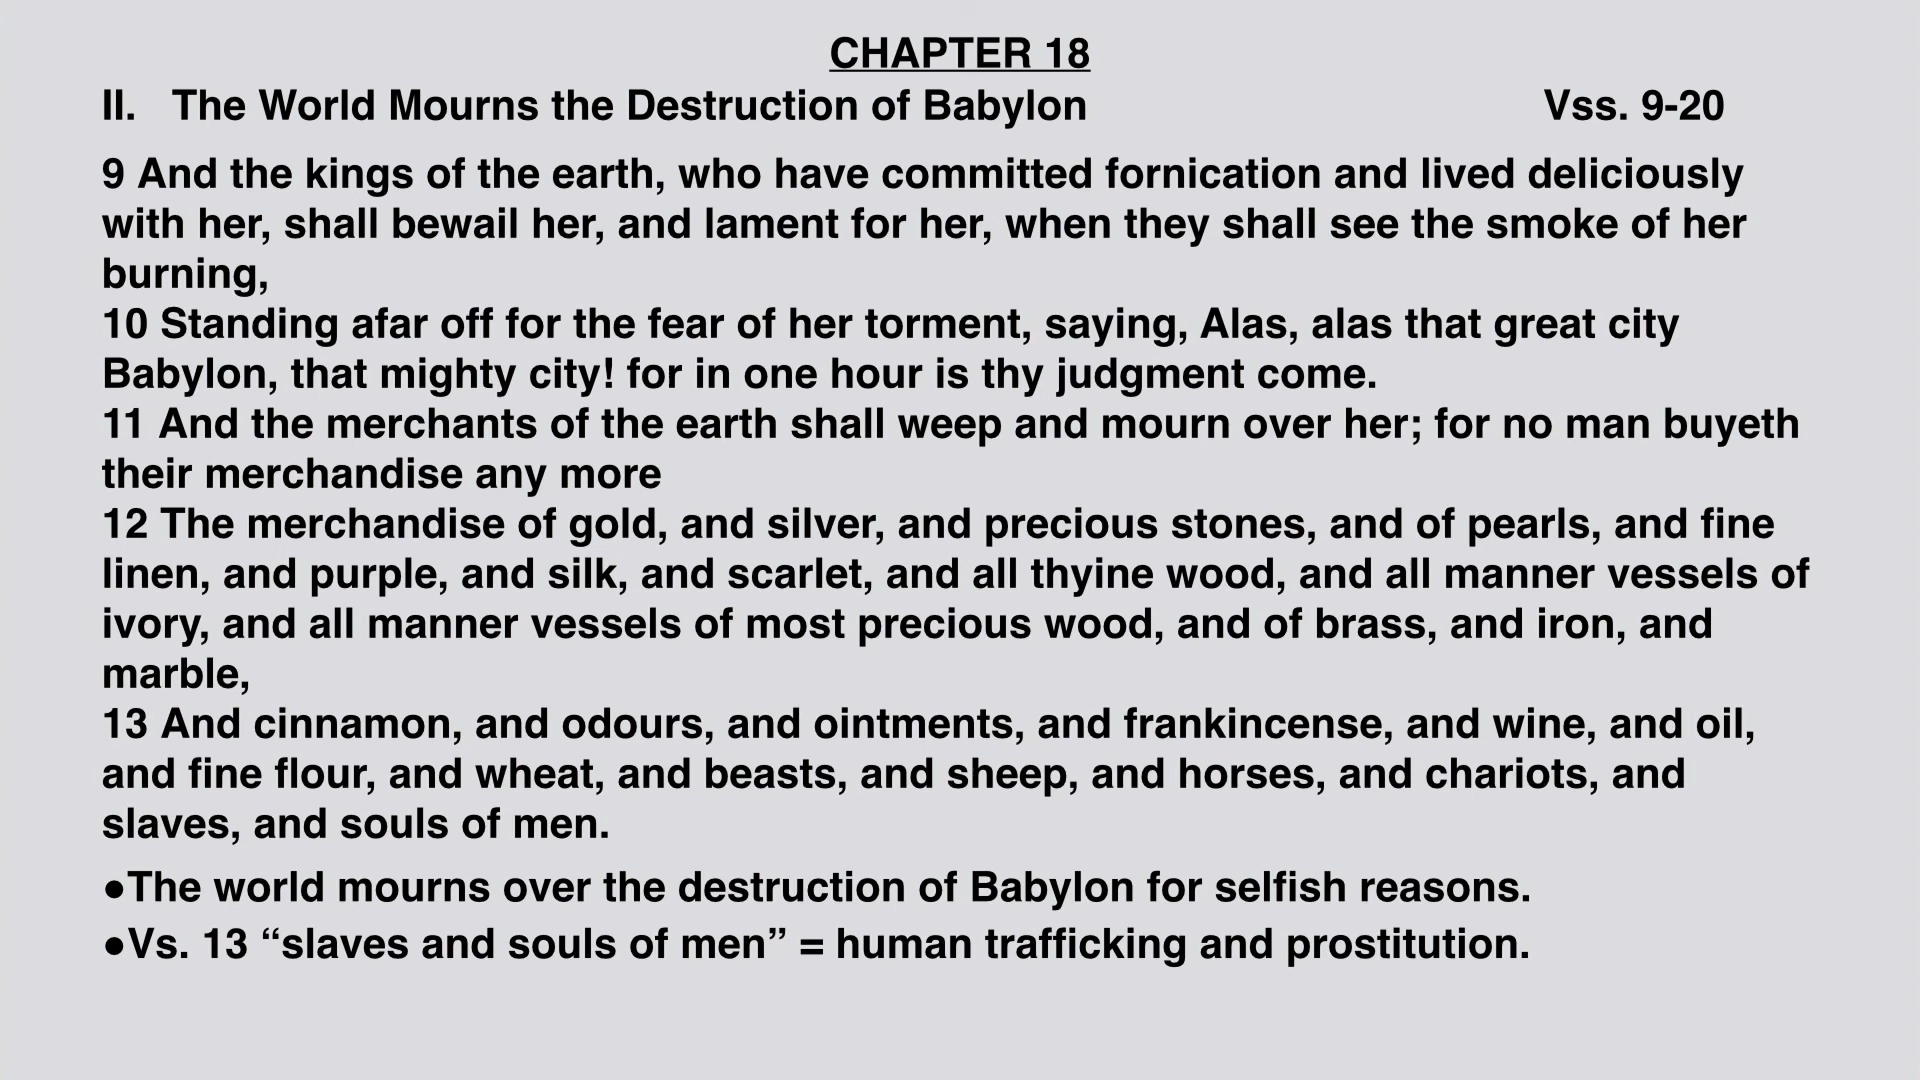 CHAPTER 18
II. The World Mourns the Destruction of Babylon Vss. 9-20
9 And the kings of the earth, who have committed fornication and lived deliciously
with her, shall bewail her, and lament for her, when they shall see the smoke of her
burning,
10 Standing afar off for the fear of her torment, saying, Alas, alas that great city
Babylon, that mighty city! for in one hour is thy judgment come.
11 And the merchants of the earth shall weep and mourn over her; for no man buyeth
their merchandise any more
12 The merchandise of gold, and silver, and precious stones, and of pearls, and fine
linen, and purple, and silk, and scarlet, and all thyine wood, and all manner vessels of
ivory, and all manner vessels of most precious wood, and of brass, and iron, and
marble,
13 And cinnamon, and odours, and ointments, and frankincense, and wine, and oil,
and fine flour, and wheat, and beasts, and sheep, and horses, and chariots, and
slaves, and souls of men.
●The world mourns over the destruction of Babylon for selfish reasons.
●Vs. 13 “slaves and souls of men” = human trafficking and prostitution.